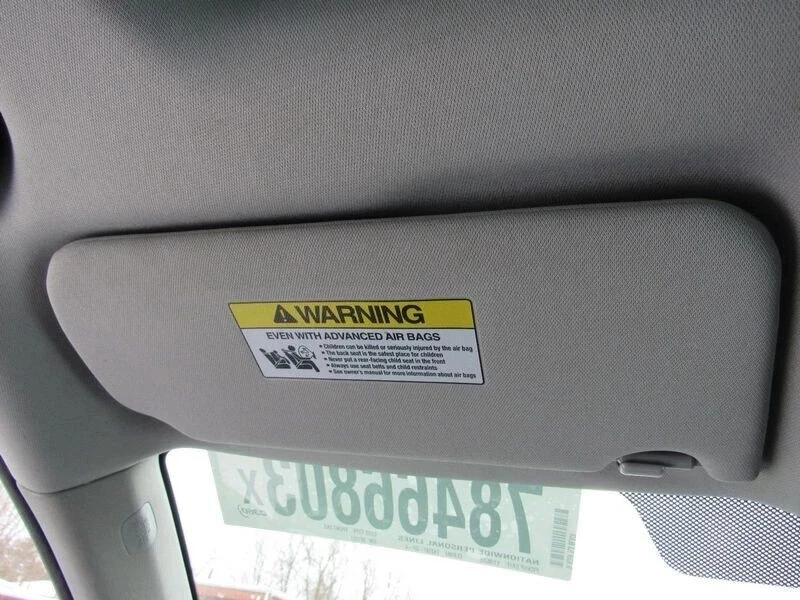 WARNING
EVEN WITH ADVANCED AIR BAGS
• Children can be killed or seriously injured by the air bag
• The back seat is the safest place for children
• Never put a rear-facing child seat in the front
• Always use seat belts and child restraints
• See owner's manual for more information about air bags
78466803X
NATIONWIDE PERSONAL LINES